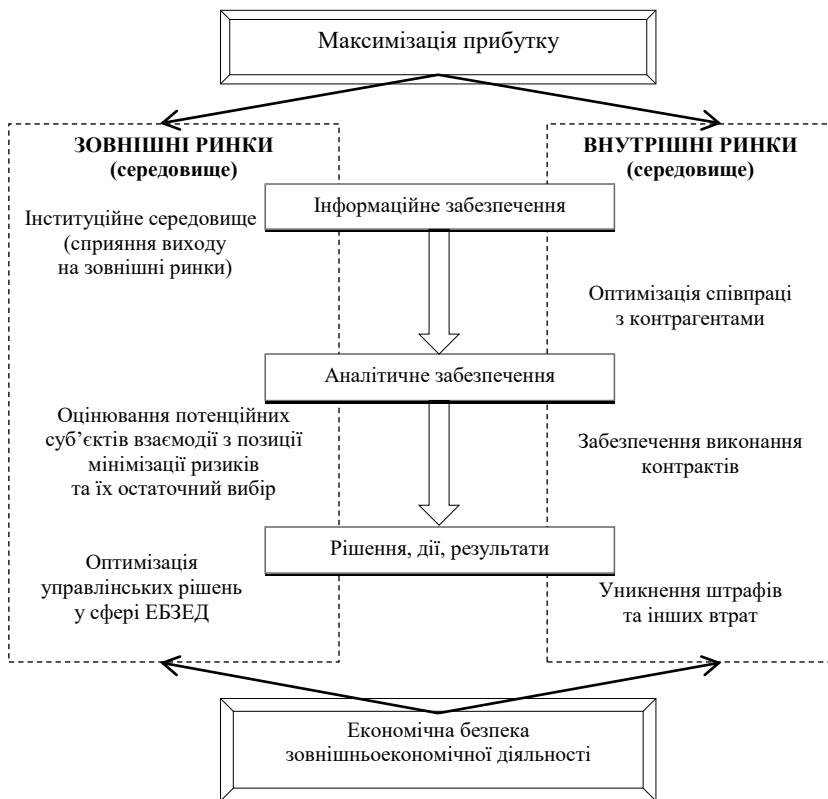 Максимізація прибутку
ЗОВНІШНІ РИНКИ
(середовище)
ВНУТРІШНІ РИНКИ
(середовище)
Інформаційне забезпечення
Інституційне середовище
(сприяння виходу
на зовнішні ринки)
Оптимізація співпраці
з контрагентами
Аналітичне забезпечення
Оцінювання потенційних
суб’єктів взаємодії з позиції
мінімізації ризиків
та їх остаточний вибір
Забезпечення виконання
контрактів
Рішення, дії, результати
Оптимізація
управлінських рішень
у сфері ЕБЗЕД
Уникнення штрафів
та інших втрат
Економічна безпека
зовнішньоекономічної діяльності